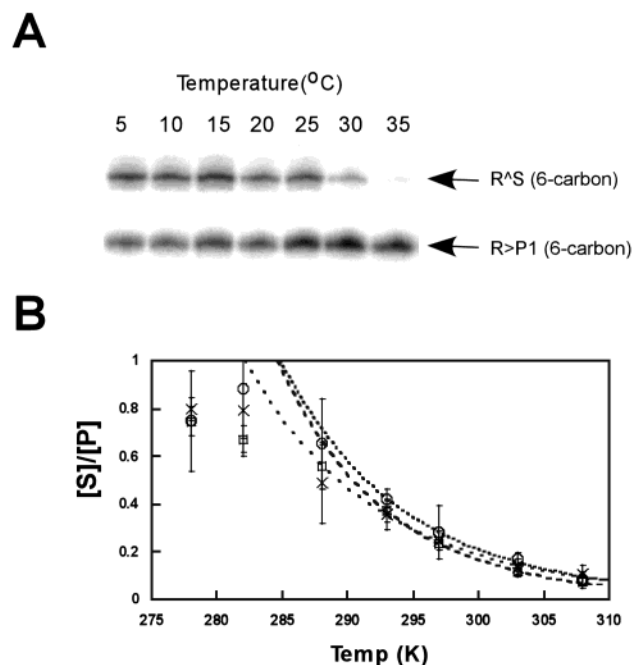 A
Temperature(ºC)
5 10 15 20 25 30 35
R^S (6-carbon)
R>P1 (6-carbon)
B
1
0.8
0.6
0.4
0.2
0
[S]/[P]
275 280 285 290 295 300 305 310
Temp (K)